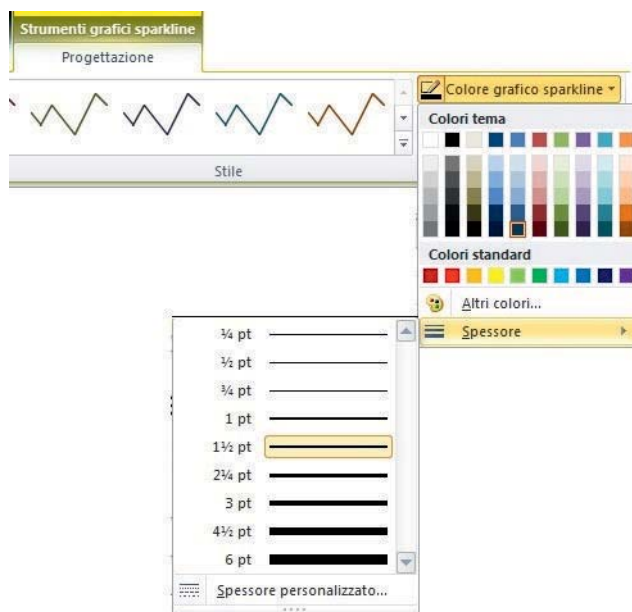 Strumenti grafici sparkline
Progettazione
Colore grafico sparkline
Stile
Colori tema
Colori standard
Altri colori...
Spessore
¼ pt
½ pt
¾ pt
1 pt
1½ pt
2¼ pt
3 pt
4½ pt
6 pt
Spessore personalizzato...